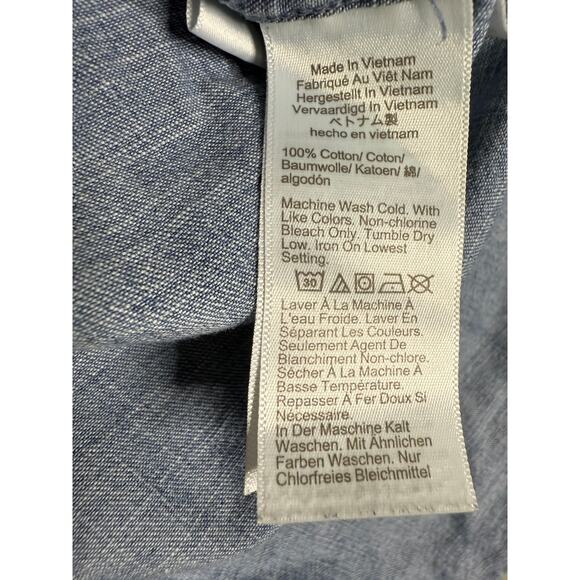 Made In Vietnam
Fabriqué Au Viêt Nam
Hergestellt In Vietnam
Vervaardigd In Vietnam
ベトナム製
hecho en vietnam
100% Cotton/ Coton/
Baumwolle/ Katoen/ 綿/
algodón
Machine Wash Cold. With
Like Colors. Non-chlorine
Bleach Only. Tumble Dry
Low. Iron On Lowest
Setting.
30
Laver À La Machine À
L'eau Froide. Laver En
Séparant Les Couleurs.
Seulement Agent De
Blanchiment Non-chlore.
Sécher À La Machine À
Basse Température.
Repasser À Fer Doux Si
Nécessaire.
In Der Maschine Kalt
Waschen. Mit Ähnlichen
Farben Waschen. Nur
Chlorfreies Bleichmittel